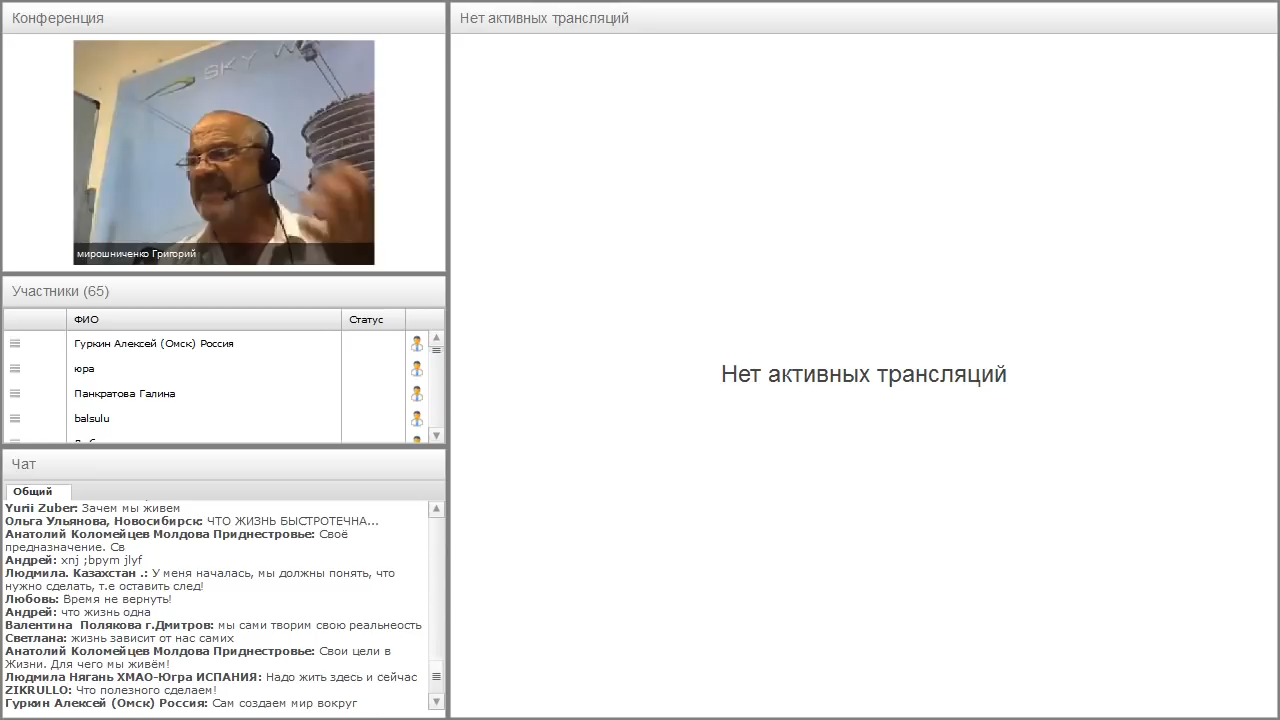 Конференция
Нет активных трансляций
SKY
мирошниченко Григорий
Участники (65)
ФИО
Статус
Гуркин Алексей (Омск) Россия
юра
Панкратова Галина
balsulu
Чат
Общий
Yurii Zuber: Зачем мы живем
Ольга Ульянова, Новосибирск: ЧТО ЖИЗНЬ БЫСТРОТЕЧНА...
Анатолий Коломейцев Молдова Приднестровье: Своё
предназначение. Св
Андрей: xnj ;bpym jlyf
Людмила. Казахстан .: У меня началась, мы должны понять, что
нужно сделать, т.е оставить след!
Любовь: Время не вернуть!
Андрей: что жизнь одна
Валентина Полякова г.Дмитров: мы сами творим свою реальнеость
Светлана: жизнь зависит от нас самих
Анатолий Коломейцев Молдова Приднестровье: Свои цели в
Жизни. Для чего мы живём!
Людмила Нягань ХМАО-Югра ИСПАНИЯ: Надо жить здесь и сейчас
ZIKRULLO: Что полезного сделаем!
Гуркин Алексей (Омск) Россия: Сам создаем мир вокруг
Нет активных трансляций